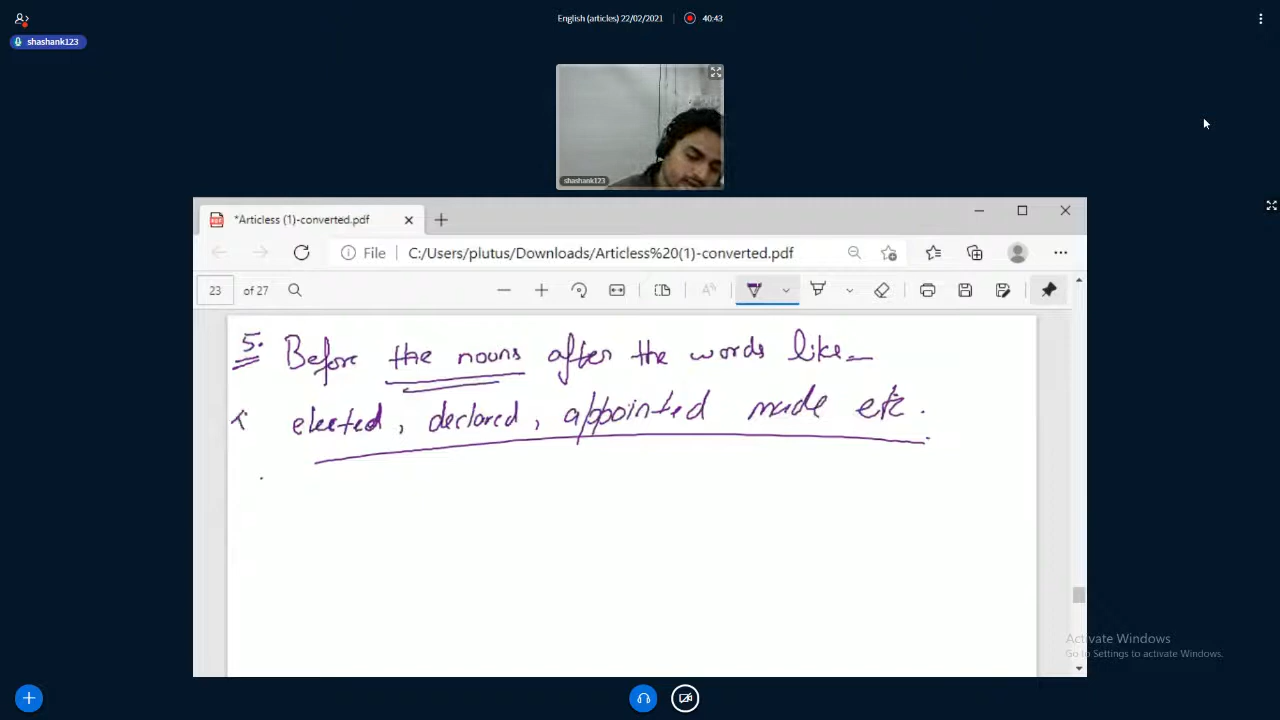 English (articles) 22/02/2021
40:43
shashank123
shashank123
*Articless (1)-converted.pdf
File
C:/Users/plutus/Downloads/Articless%20(1)-converted.pdf
23 of 27
5. Before the nouns after the words like—
elected, declared, appointed made etc.
Activate Windows
Go to Settings to activate Windows.